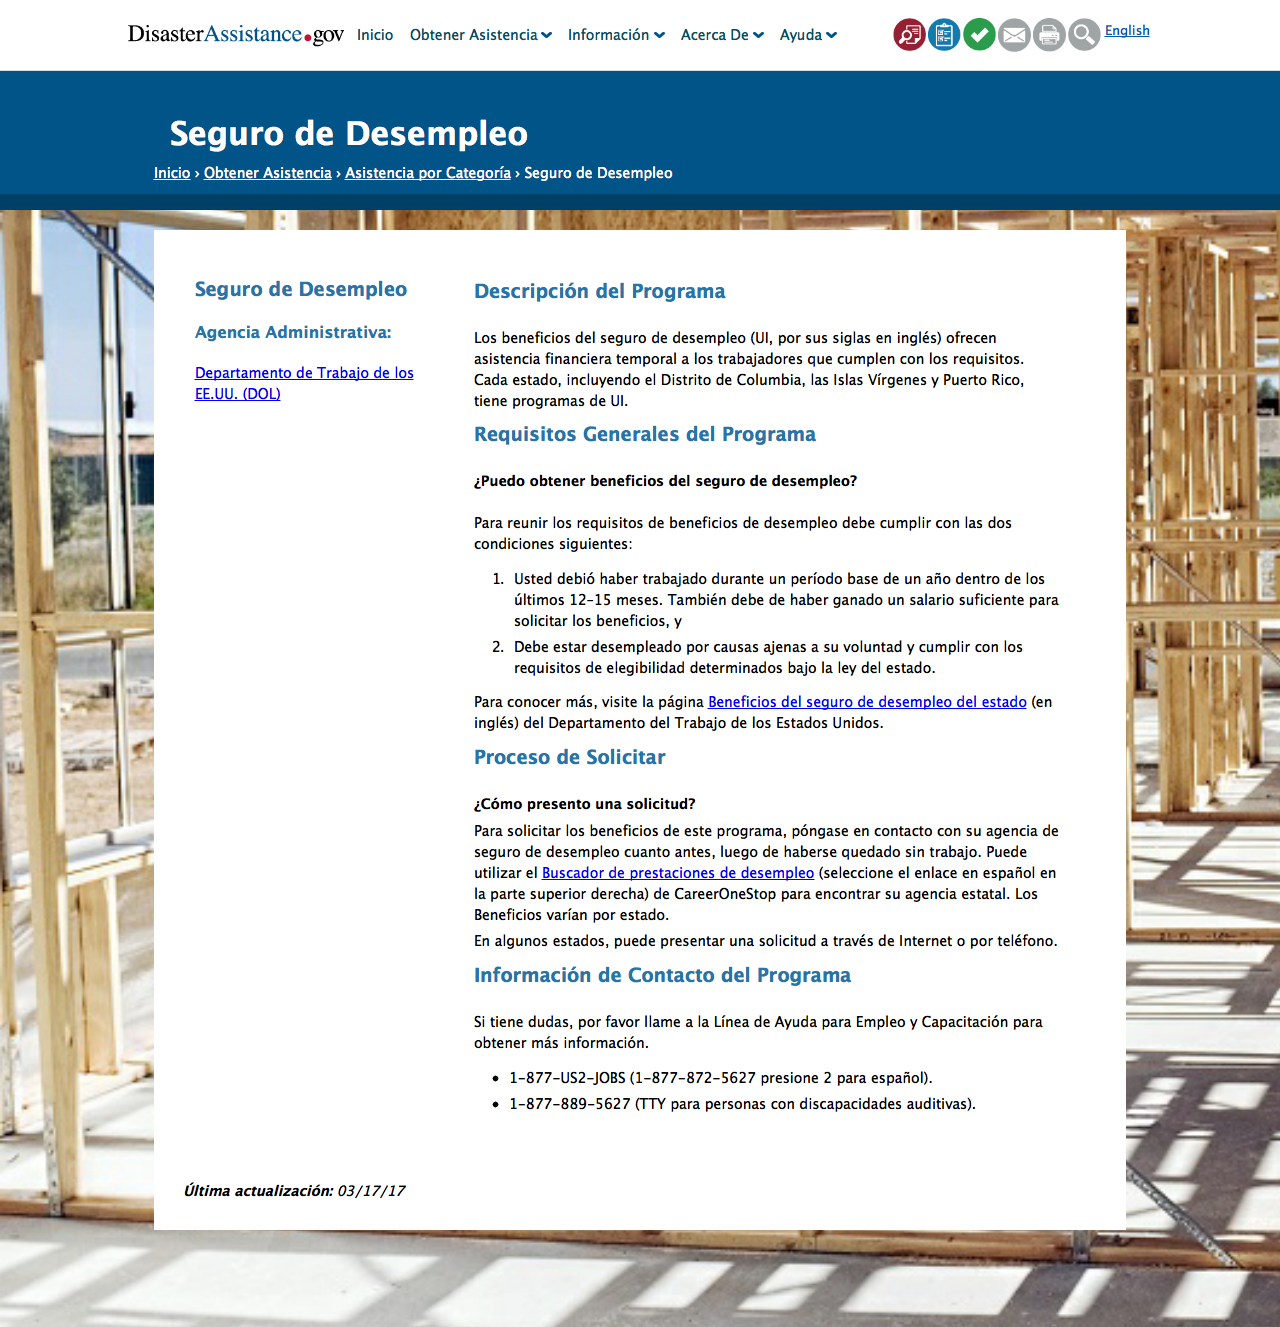 DisasterAssistance.gov Inicio Obtener Asistencia Información Acerca De Ayuda English
Seguro de Desempleo
Inicio › Obtener Asistencia › Asistencia por Categoría › Seguro de Desempleo
Seguro de Desempleo
Agencia Administrativa:
Departamento de Trabajo de los
EE.UU. (DOL)
Descripción del Programa
Los beneficios del seguro de desempleo (UI, por sus siglas en inglés) ofrecen
asistencia financiera temporal a los trabajadores que cumplen con los requisitos.
Cada estado, incluyendo el Distrito de Columbia, las Islas Vírgenes y Puerto Rico,
tiene programas de UI.
Requisitos Generales del Programa
¿Puedo obtener beneficios del seguro de desempleo?
Para reunir los requisitos de beneficios de desempleo debe cumplir con las dos
condiciones siguientes:
1. Usted debió haber trabajado durante un período base de un año dentro de los
últimos 12-15 meses. También debe de haber ganado un salario suficiente para
solicitar los beneficios, y
2. Debe estar desempleado por causas ajenas a su voluntad y cumplir con los
requisitos de elegibilidad determinados bajo la ley del estado.
Para conocer más, visite la página Beneficios del seguro de desempleo del estado (en
inglés) del Departamento del Trabajo de los Estados Unidos.
Proceso de Solicitar
¿Cómo presento una solicitud?
Para solicitar los beneficios de este programa, póngase en contacto con su agencia de
seguro de desempleo cuanto antes, luego de haberse quedado sin trabajo. Puede
utilizar el Buscador de prestaciones de desempleo (seleccione el enlace en español en
la parte superior derecha) de CareerOneStop para encontrar su agencia estatal. Los
Beneficios varían por estado.
En algunos estados, puede presentar una solicitud a través de Internet o por teléfono.
Información de Contacto del Programa
Si tiene dudas, por favor llame a la Línea de Ayuda para Empleo y Capacitación para
obtener más información.
• 1-877-US2-JOBS (1-877-872-5627 presione 2 para español).
• 1-877-889-5627 (TTY para personas con discapacidades auditivas).
Última actualización: 03/17/17